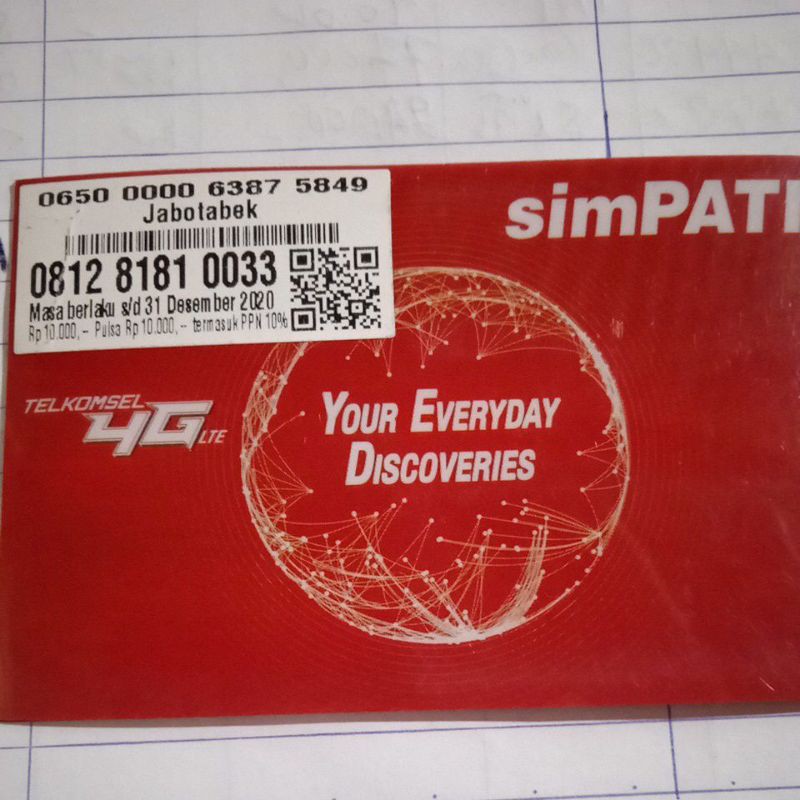 0650 0000 6387 5849
Jabotabek
0812 8181 0033
Masa berlaku s/d 31 Desember 2020
Rp 10.000,– Pulsa Rp 10.000,– termasuk PPN 10%
simPATI
TELKOMSEL
4G LTE
YOUR EVERYDAY
DISCOVERIES